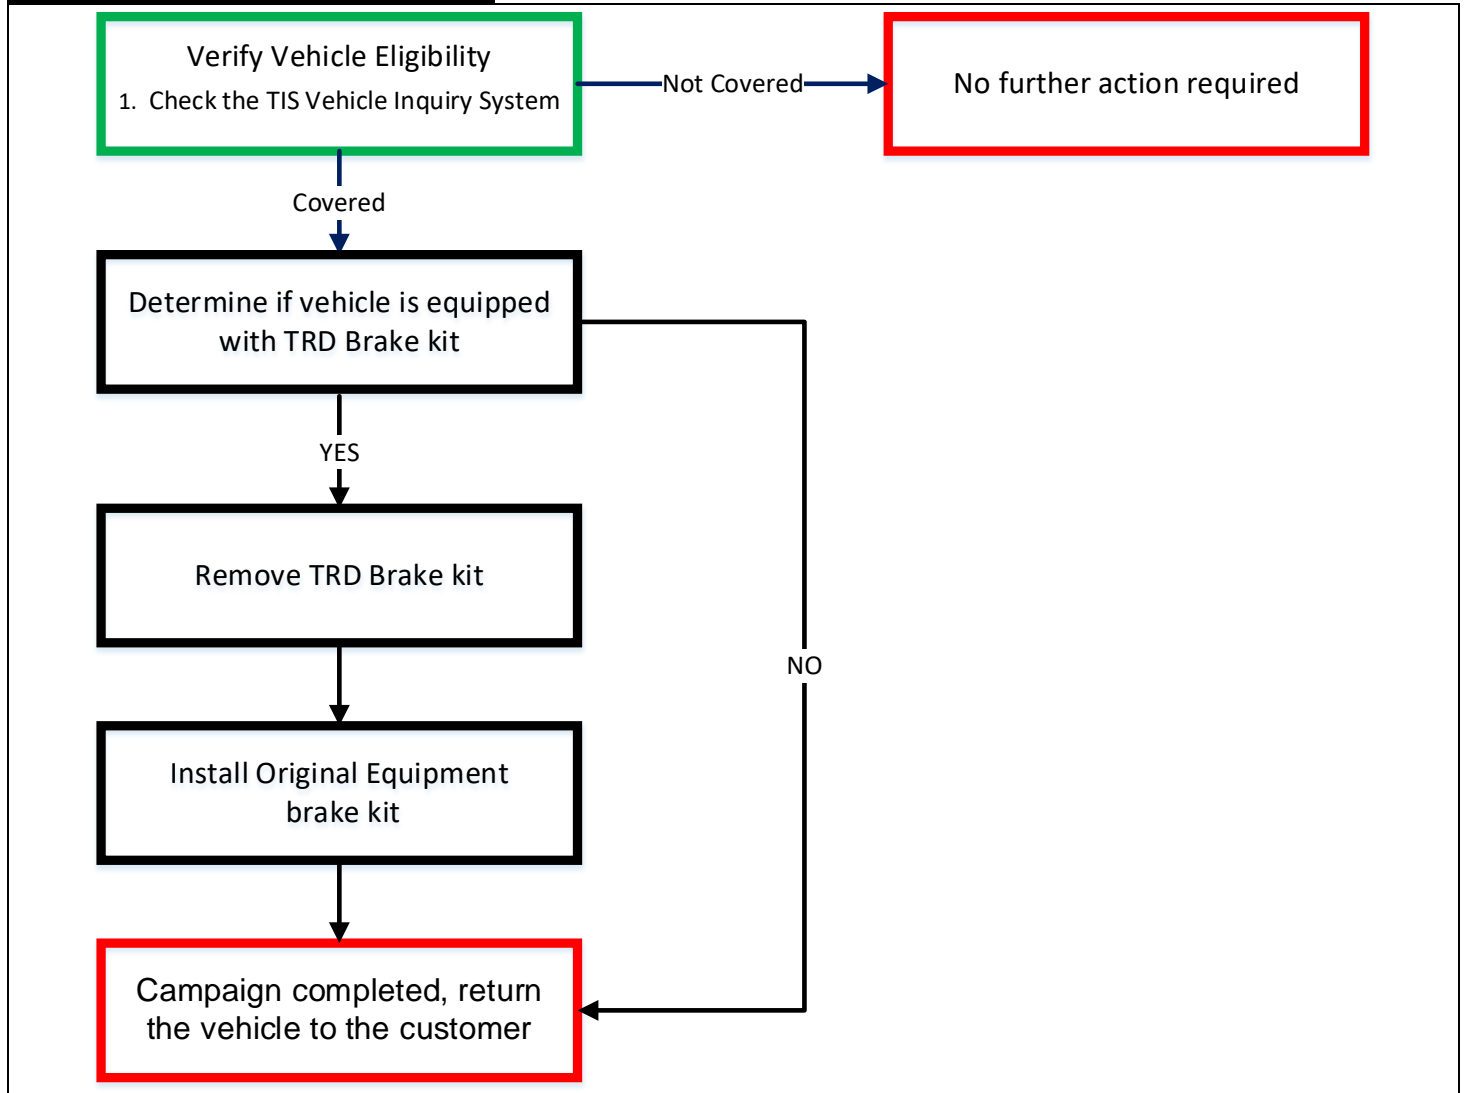 Verify Vehicle Eligibility
1. Check the TIS Vehicle Inquiry System
Not Covered
No further action required
Covered
Determine if vehicle is equipped
with TRD Brake kit
YES
Remove TRD Brake kit
NO
Install Original Equipment
brake kit
Campaign completed, return
the vehicle to the customer